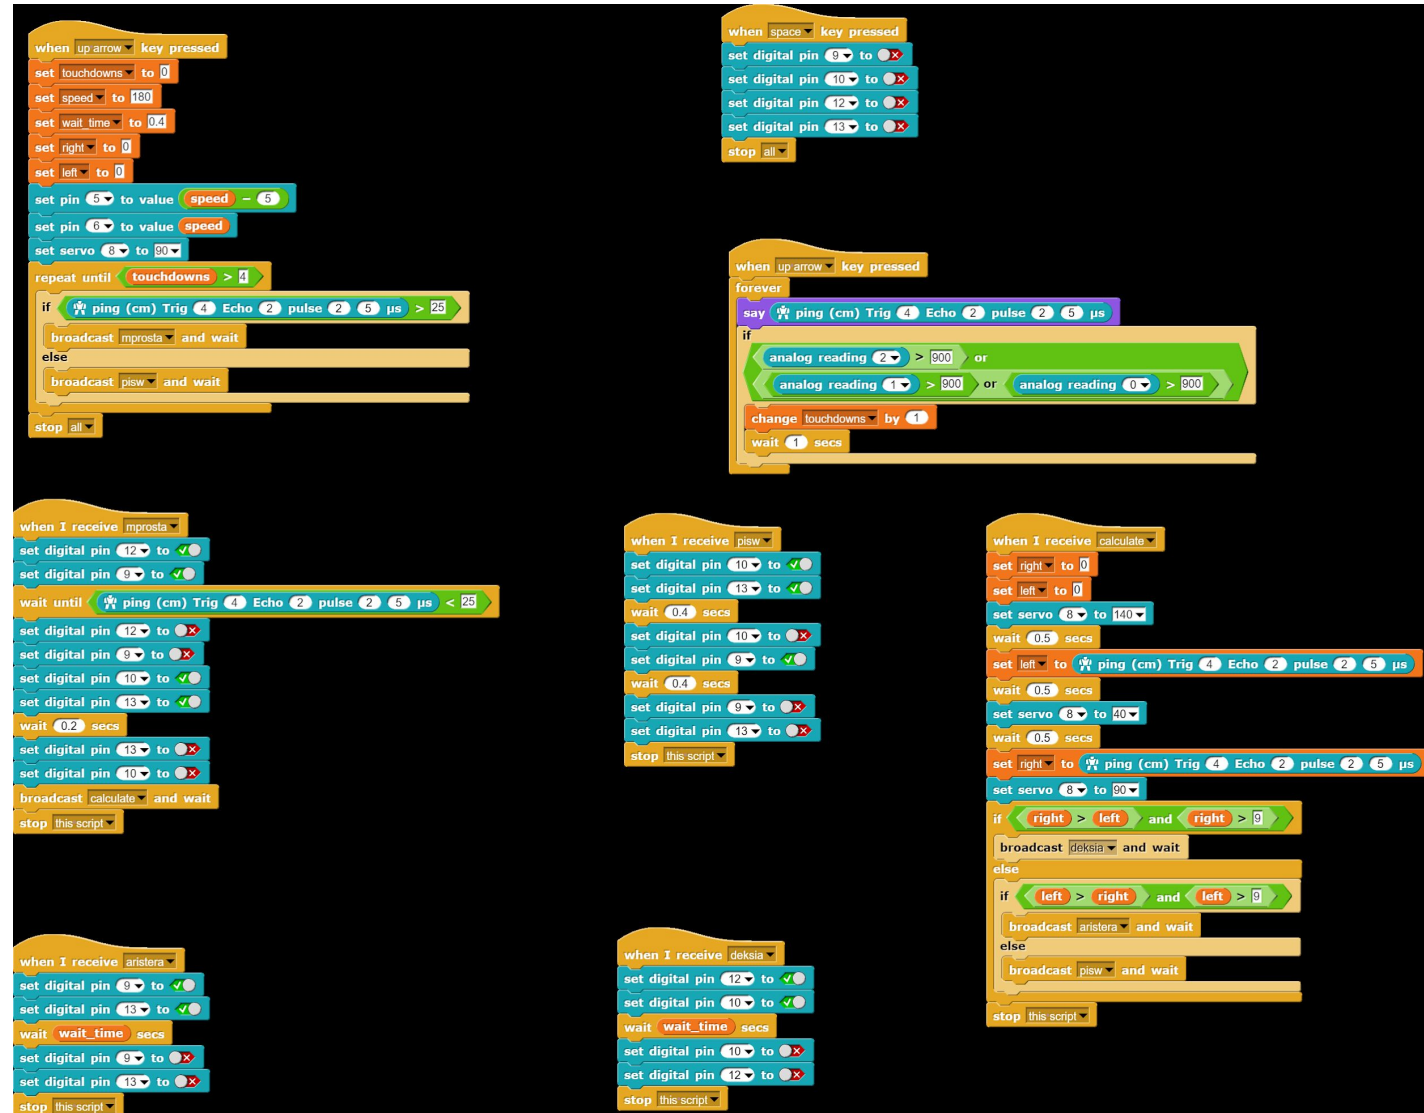 when up arrow key pressed
set touchdowns to 0
set speed to 180
set wait_time to 0.4
set right to 0
set left to 0
set pin 5 to value speed - 5
set pin 6 to value speed
set servo 8 to 90
repeat until touchdowns > 4
if ping (cm) Trig 4 Echo 2 pulse 2 5 µs > 25
broadcast mprosta and wait
else
broadcast pisw and wait
stop all
when space key pressed
set digital pin 9 to
set digital pin 10 to
set digital pin 12 to
set digital pin 13 to
stop all
when up arrow key pressed
forever
say ping (cm) Trig 4 Echo 2 pulse 2 5 µs
if
analog reading 2 > 900 or
analog reading 1 > 900 or analog reading 0 > 900
change touchdowns by 1
wait 1 secs
when I receive mprosta
set digital pin 12 to
set digital pin 9 to
wait until ping (cm) Trig 4 Echo 2 pulse 2 5 µs < 25
set digital pin 12 to
set digital pin 9 to
set digital pin 10 to
set digital pin 13 to
wait 0.2 secs
set digital pin 13 to
set digital pin 10 to
broadcast calculate and wait
stop this script
when I receive pisw
set digital pin 10 to
set digital pin 13 to
wait 0.4 secs
set digital pin 10 to
set digital pin 9 to
wait 0.4 secs
set digital pin 9 to
set digital pin 13 to
stop this script
when I receive calculate
set right to 0
set left to 0
set servo 8 to 140
wait 0.5 secs
set left to ping (cm) Trig 4 Echo 2 pulse 2 5 µs
wait 0.5 secs
set servo 8 to 40
wait 0.5 secs
set right to ping (cm) Trig 4 Echo 2 pulse 2 5 µs
set servo 8 to 90
if right > left and right > 9
broadcast deksia and wait
else
if left > right and left > 9
broadcast aristera and wait
else
broadcast pisw and wait
stop this script
when I receive aristera
set digital pin 9 to
set digital pin 13 to
wait wait_time secs
set digital pin 9 to
set digital pin 13 to
stop this script
when I receive deksia
set digital pin 12 to
set digital pin 10 to
wait wait_time secs
set digital pin 10 to
set digital pin 12 to
stop this script